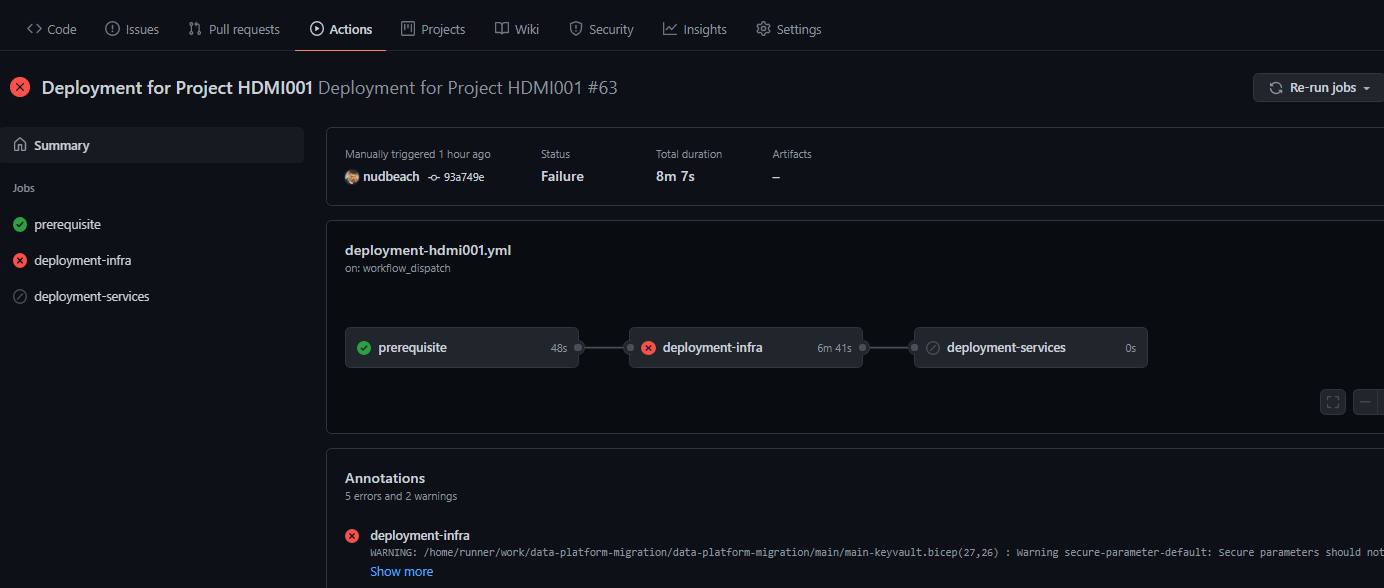 Code Issues Pull requests Actions Projects Wiki Security Insights Settings
Deployment for Project HDMI001 Deployment for Project HDMI001 #63
Re-run jobs
Summary
Jobs
prerequisite
deployment-infra
deployment-services
Manually triggered 1 hour ago Status Total duration Artifacts
nudbeach 93a749e Failure 8m 7s –
deployment-hdmi001.yml
on: workflow_dispatch
prerequisite 48s deployment-infra 6m 41s deployment-services 0s
Annotations
5 errors and 2 warnings
deployment-infra
WARNING: /home/runner/work/data-platform-migration/data-platform-migration/main/main-keyvault.bicep(27,26) : Warning secure-parameter-default: Secure parameters should not
Show more